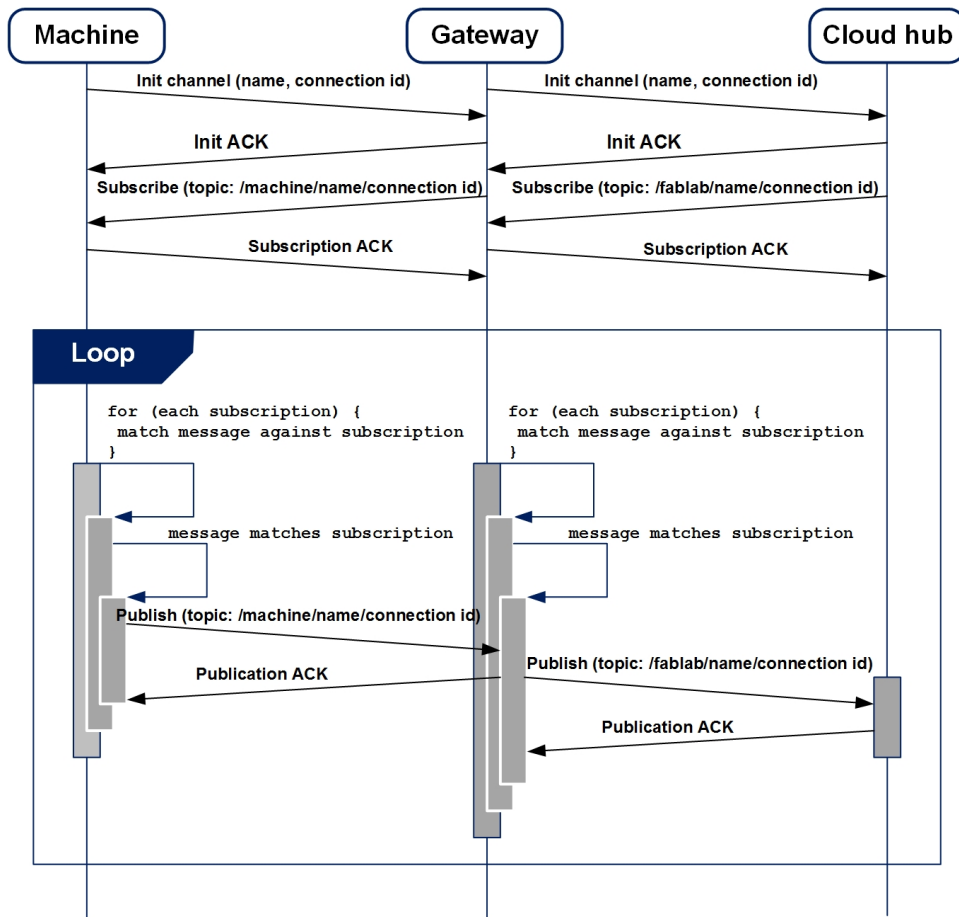 Machine
Gateway
Cloud hub
Init channel (name, connection id)
Init channel (name, connection id)
Init ACK
Init ACK
Subscribe (topic: /machine/name/connection id)
Subscribe (topic: /fablab/name/connection id)
Subscription ACK
Subscription ACK
Loop
for (each subscription) {
match message against subscription
}
for (each subscription) {
match message against subscription
}
message matches subscription
message matches subscription
Publish (topic: /machine/name/connection id)
Publish (topic: /fablab/name/connection id)
Publication ACK
Publication ACK